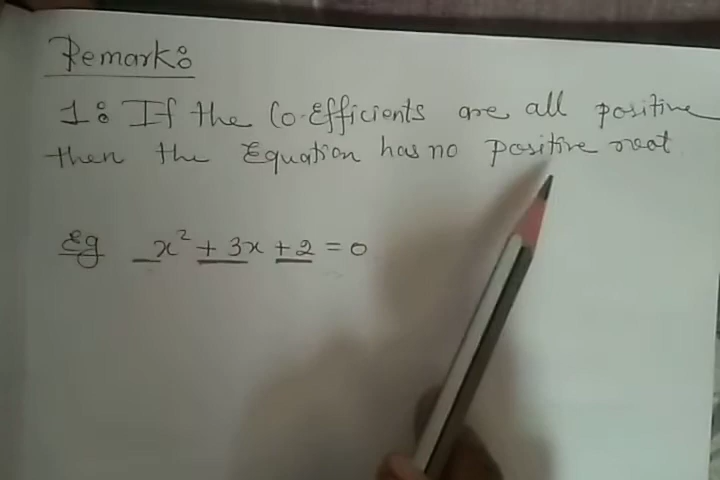 Remark:
1: If the Co-Efficients are all positive
then the Equation has no positive root
Eg x² + 3x + 2 = 0